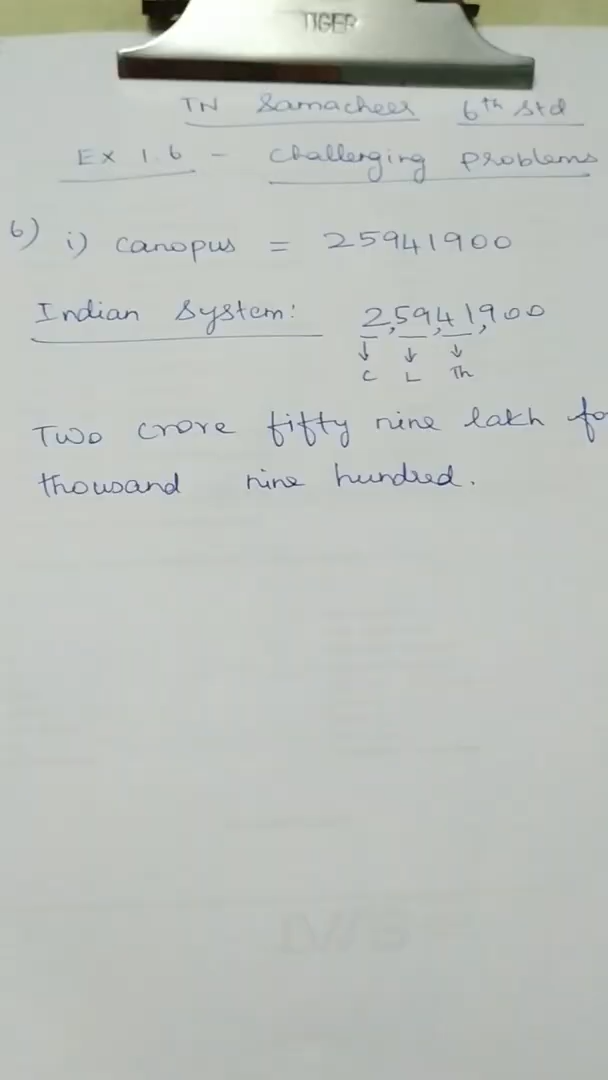 TIGER
TN Samacheer 6th Std
Ex 1.6 - Challenging Problems
6) i) canopus = 25941900
Indian System: 2,59,41,900
C L Th
Two crore fifty nine lakh
thousand nine hundred.